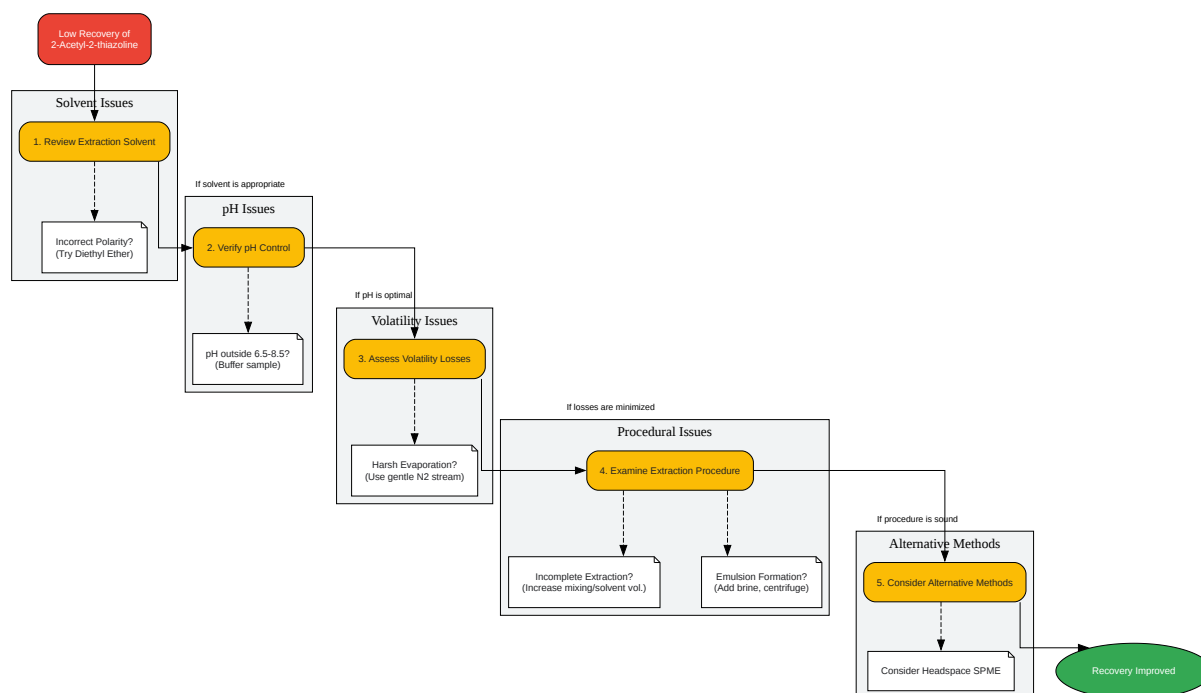 Low Recovery of
2-Acetyl-2-thiazoline
Solvent Issues
1. Review Extraction Solvent
Incorrect Polarity?
(Try Diethyl Ether)
If solvent is appropriate
pH Issues
2. Verify pH Control
pH outside 6.5-8.5?
(Buffer sample)
If pH is optimal
Volatility Issues
3. Assess Volatility Losses
Harsh Evaporation?
(Use gentle N2 stream)
If losses are minimized
Procedural Issues
4. Examine Extraction Procedure
Incomplete Extraction?
(Increase mixing/solvent vol.)
Emulsion Formation?
(Add brine, centrifuge)
If procedure is sound
Alternative Methods
5. Consider Alternative Methods
Consider Headspace SPME
Recovery Improved